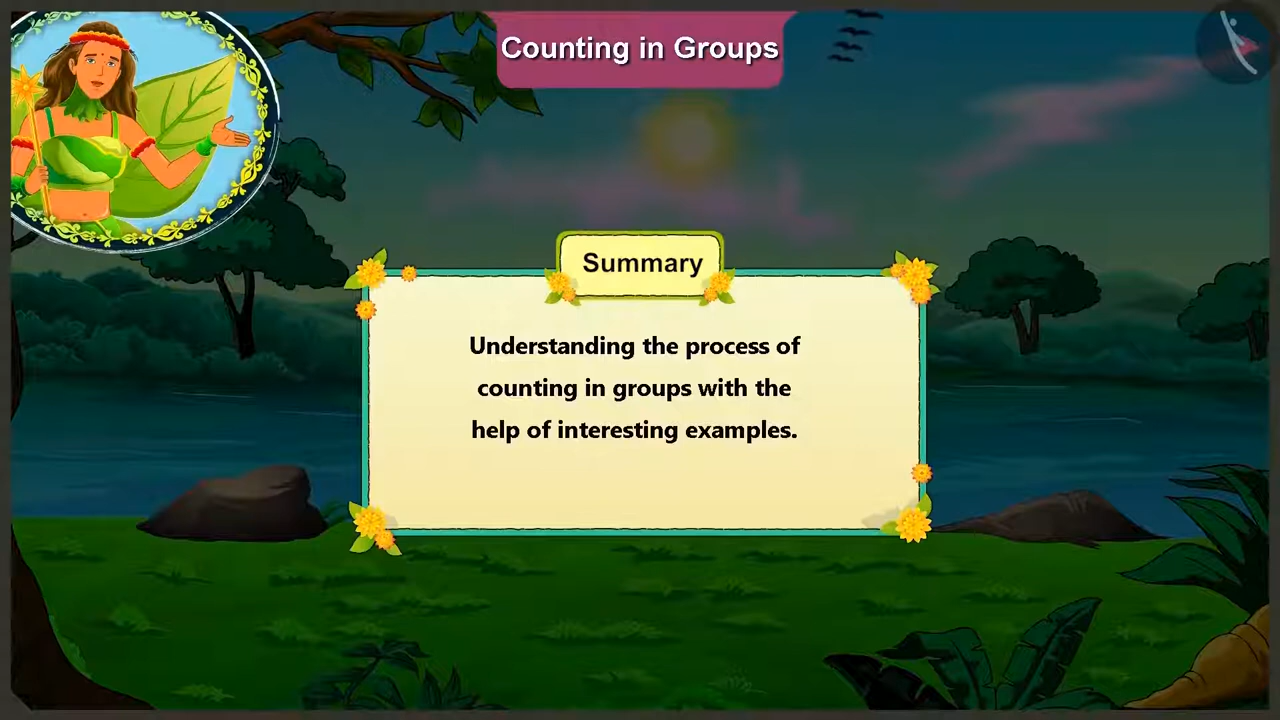 Counting in Groups
Summary
Understanding the process of
counting in groups with the
help of interesting examples.